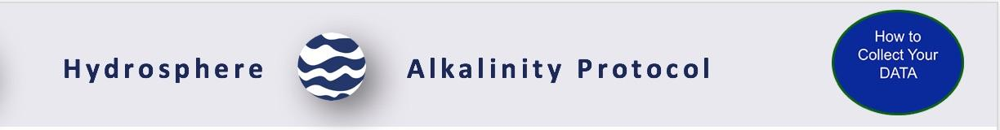 Hydrosphere Alkalinity Protocol
How to
Collect Your
DATA